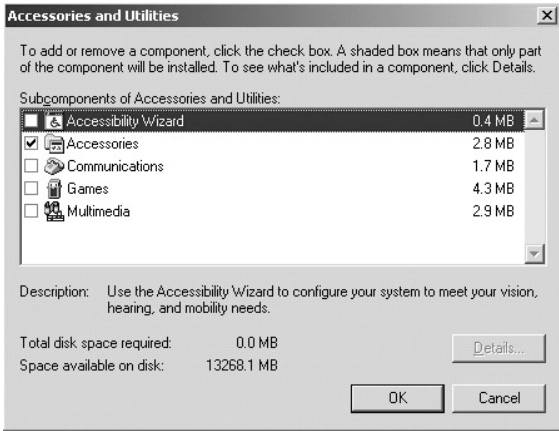 Accessories and Utilities
To add or remove a component, click the check box. A shaded box means that only part
of the component will be installed. To see what's included in a component, click Details.
Subcomponents of Accessories and Utilities:
Accessibility Wizard 0.4 MB
Accessories 2.8 MB
Communications 1.7 MB
Games 4.3 MB
Multimedia 2.9 MB
Description: Use the Accessibility Wizard to configure your system to meet your vision,
hearing, and mobility needs.
Total disk space required: 0.0 MB
Space available on disk: 13268.1 MB
Details...
OK Cancel